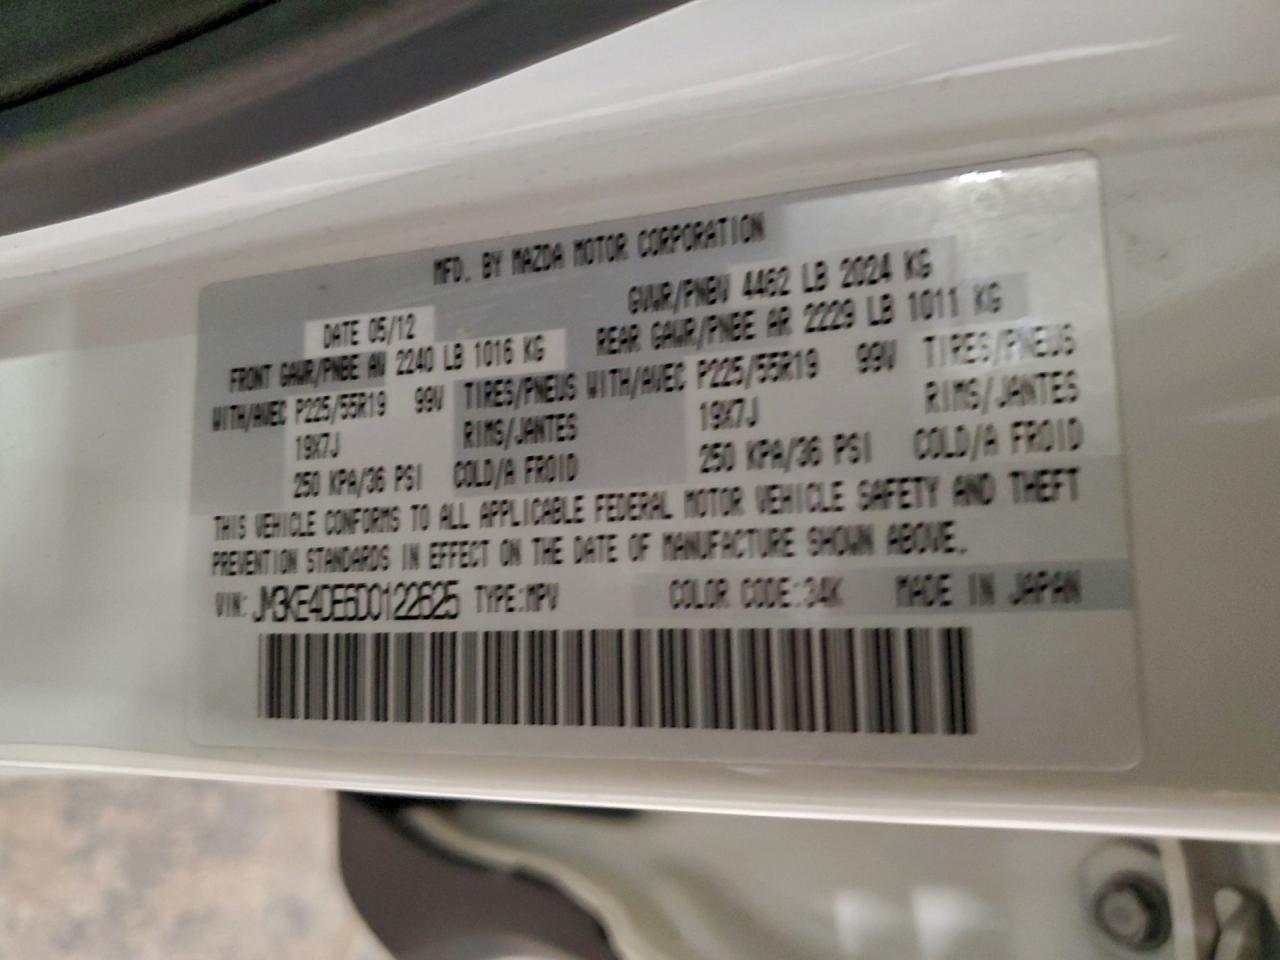 MFD. BY MAZDA MOTOR CORPORATION
DATE 05/12 GVWR/PNBV 4462 LB 2024 KG
FRONT GAWR/PNBE AV 2240 LB 1016 KG REAR GAWR/PNBE AR 2229 LB 1011 KG
WITH/AVEC P225/55R19 99V TIRES/PNEUS WITH/AVEC P225/55R19 99V TIRES/PNEUS
19X7J RIMS/JANTES 19X7J RIMS/JANTES
250 KPA/36 PSI COLD/A FROID 250 KPA/36 PSI COLD/A FROID
THIS VEHICLE CONFORMS TO ALL APPLICABLE FEDERAL MOTOR VEHICLE SAFETY AND THEFT
PREVENTION STANDARDS IN EFFECT ON THE DATE OF MANUFACTURE SHOWN ABOVE.
VIN: JM3KE4DE6D0122625 TYPE:MPV COLOR CODE:34K MADE IN JAPAN